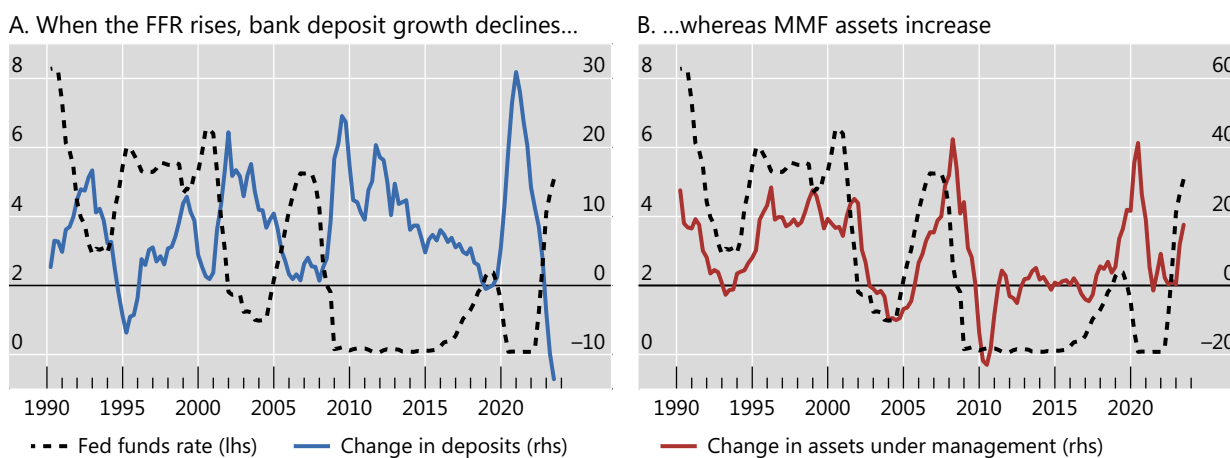 A. When the FFR rises, bank deposit growth declines…
B. …whereas MMF assets increase
8 30 8 60
6 20 6 40
4 10 4 20
2 0 2 0
0 –10 0 –20
1990 1995 2000 2005 2010 2015 2020 1990 1995 2000 2005 2010 2015 2020
Fed funds rate (lhs) Change in deposits (rhs) Change in assets under management (rhs)